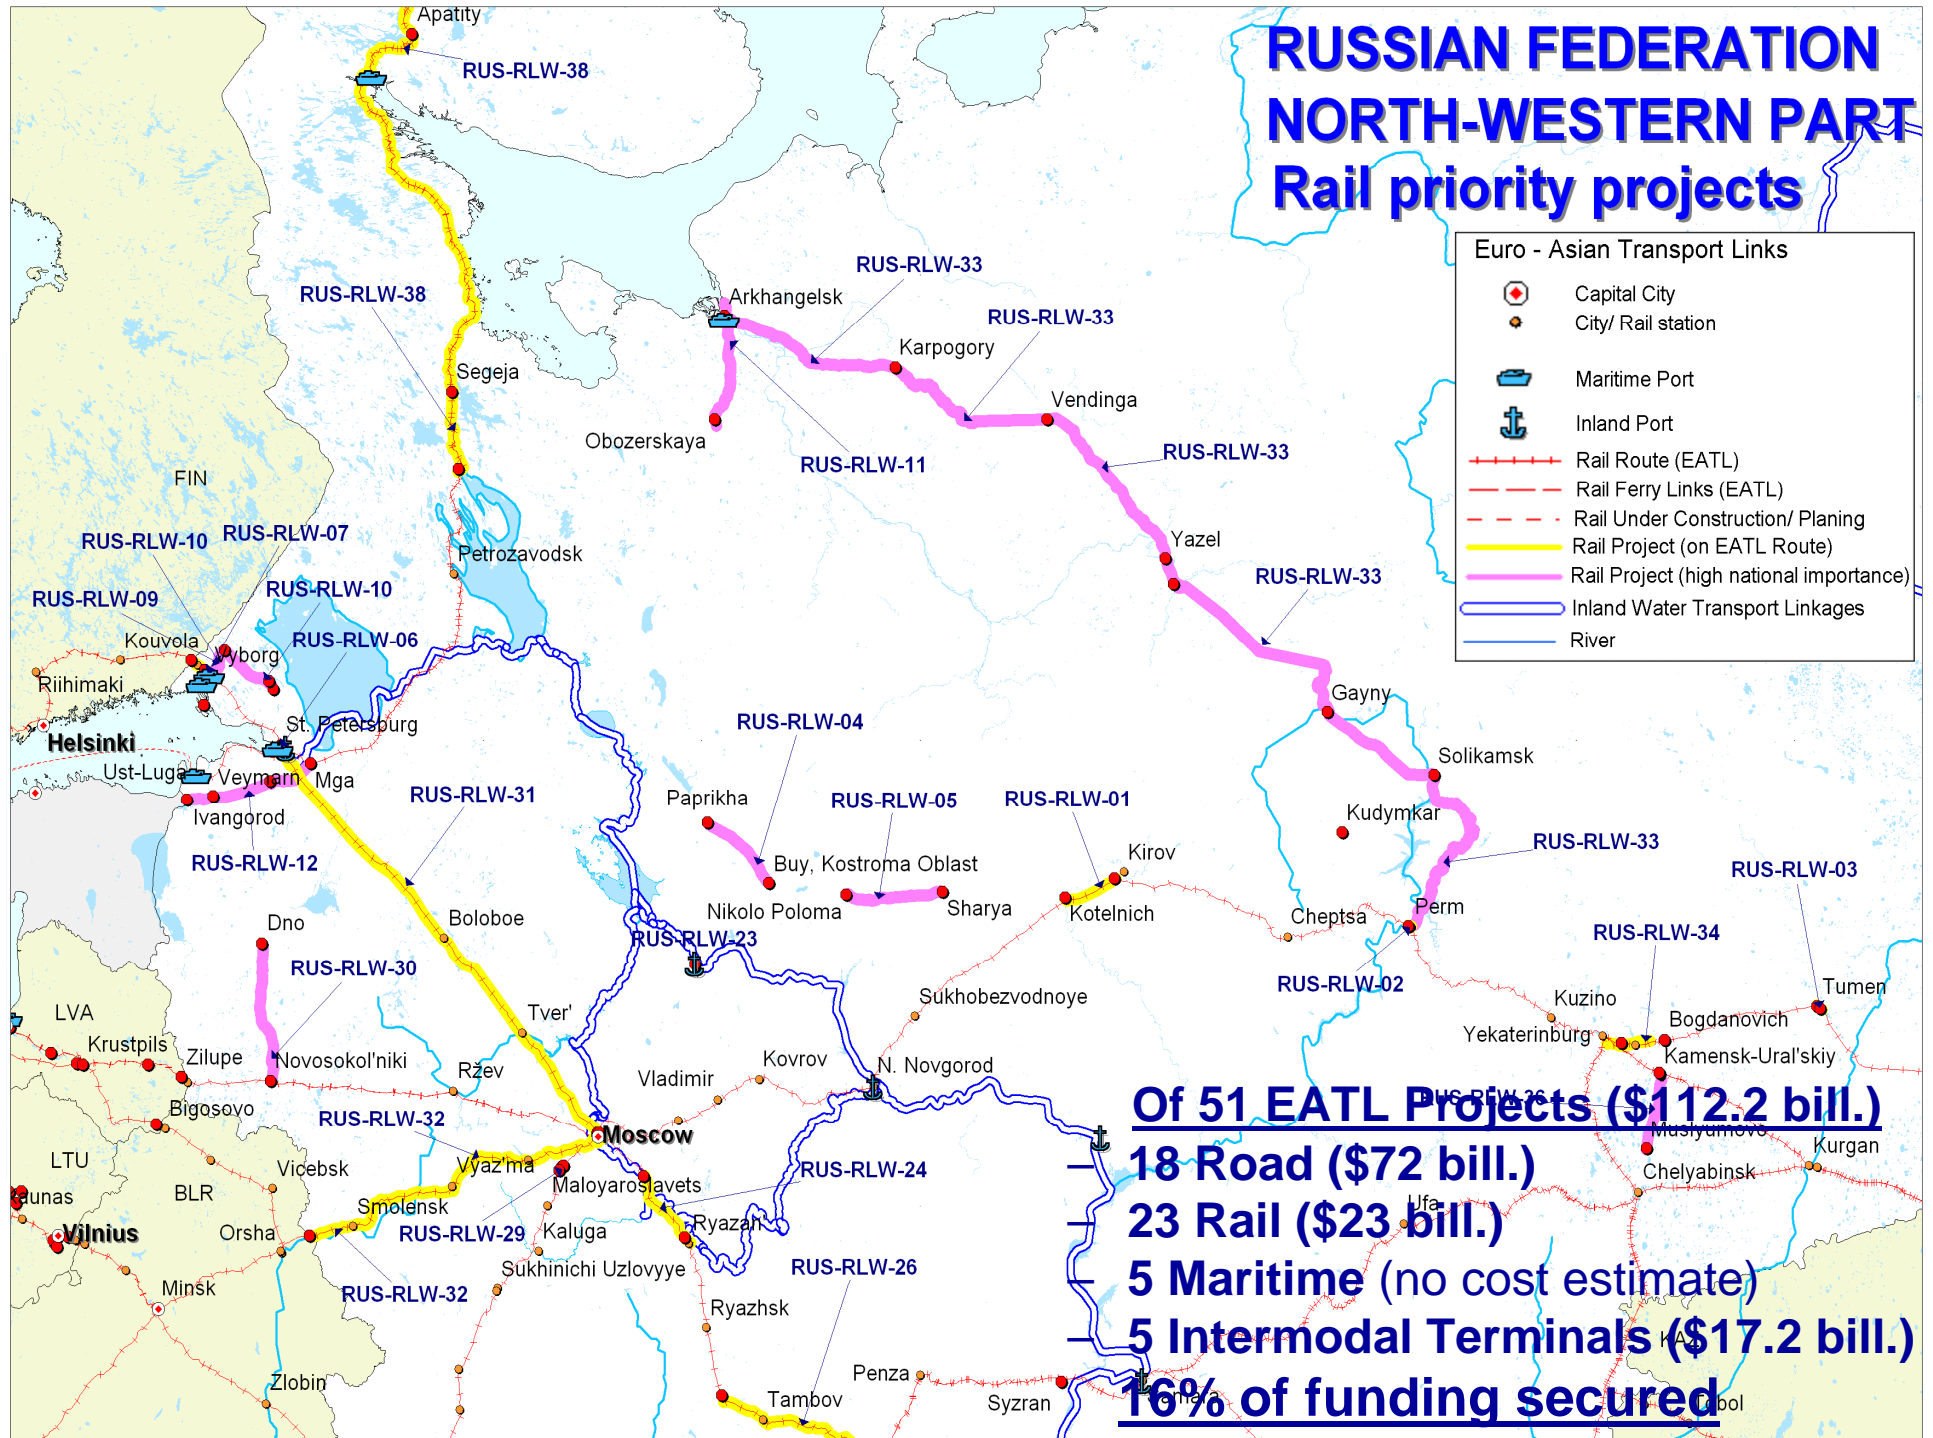 RUSSIAN FEDERATION
NORTH-WESTERN PART
Rail priority projects
Euro - Asian Transport Links
Capital City
City/ Rail station
Maritime Port
Inland Port
Rail Route (EATL)
Rail Ferry Links (EATL)
Rail Under Construction/ Planing
Rail Project (on EATL Route)
Rail Project (high national importance)
Inland Water Transport Linkages
River
Apatity
RUS-RLW-38
RUS-RLW-33
RUS-RLW-38
Arkhangelsk
RUS-RLW-33
Karpogory
Segeja
Vendinga
Obozerskaya
RUS-RLW-11
RUS-RLW-33
FIN
RUS-RLW-10
RUS-RLW-07
Yazel
Petrozavodsk
RUS-RLW-33
RUS-RLW-09
RUS-RLW-10
Kouvola
RUS-RLW-06
Vyborg
Riihimaki
Gayny
St. Petersburg
RUS-RLW-04
Helsinki
Solikamsk
Ust-Luga
Veymarn
Mga
RUS-RLW-31
Paprikha
RUS-RLW-05
RUS-RLW-01
Ivangorod
Kudymkar
RUS-RLW-12
Buy, Kostroma Oblast
Kirov
RUS-RLW-33
RUS-RLW-03
Dno
Boloboe
Nikolo Poloma
Sharya
Kotelnich
Cheptsa
Perm
RUS-RLW-23
RUS-RLW-34
RUS-RLW-30
RUS-RLW-02
Sukhobezvodnoye
Kuzino
Tumen
LVA
Tver'
Yekaterinburg
Bogdanovich
Krustpils
Zilupe
Novosokol'niki
Ržev
Vladimir
Kovrov
N. Novgorod
Kamensk-Ural'skiy
RUS-RLW-36
Bigosovo
RUS-RLW-32
Moscow
Muslyumovo
Kurgan
LTU
Vicebsk
Vyaz'ma
RUS-RLW-24
Chelyabinsk
BLR
Maloyaroslavets
aunas
Smolensk
Ufa
Vilnius
Orsha
RUS-RLW-29
Kaluga
Ryazan
Sukhinichi Uzlovyye
RUS-RLW-26
Minsk
RUS-RLW-32
Ryazhsk
KAZ
Žlobin
Penza
Tambov
Syzran
Samara
obol
Of 51 EATL Projects ($112.2 bill.)
– 18 Road ($72 bill.)
– 23 Rail ($23 bill.)
– 5 Maritime (no cost estimate)
– 5 Intermodal Terminals ($17.2 bill.)
16% of funding secured